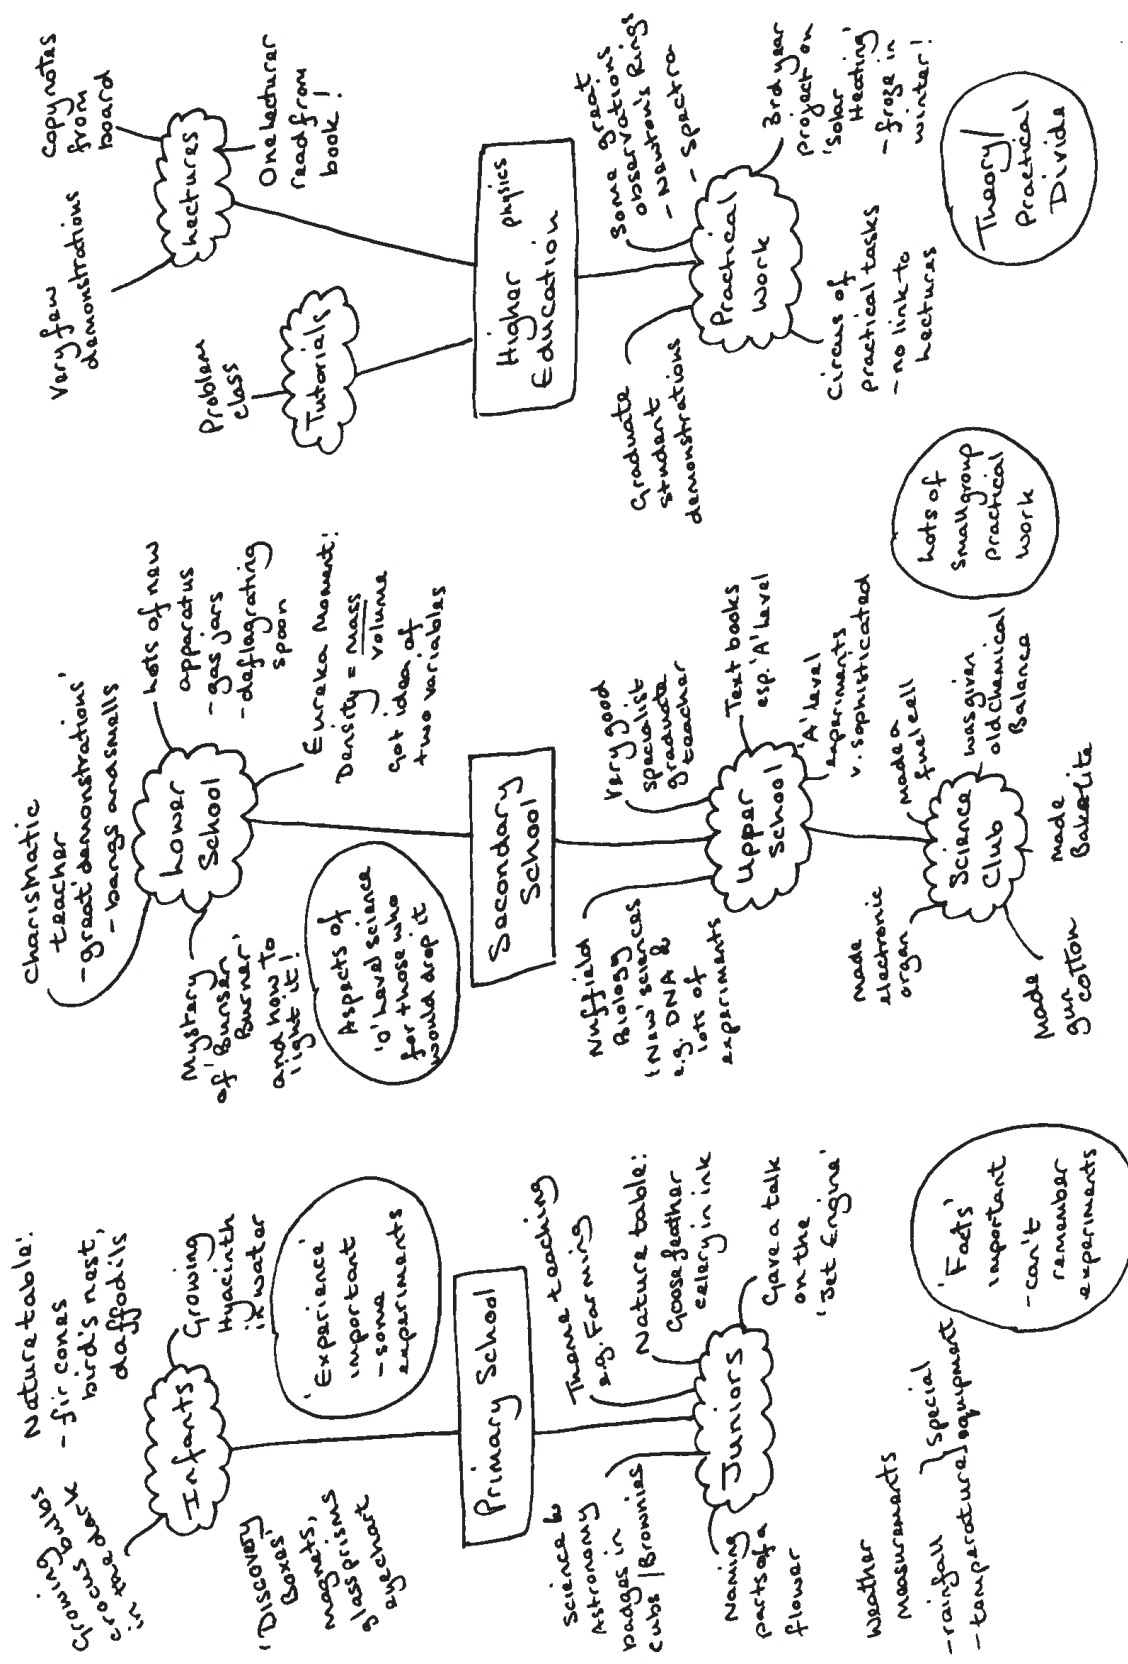 Growing bulbs
crocus
in the dark
Nature table:
- fir cones
bird's nest,
daffodils
Infants
Growing
Hyacinth
in water
'Discovery
Boxes'
magnets,
glass prisms
eyechart
'Experience'
important
- some
experiments
Primary School
Science &
Astronomy
badges in
cubs/Brownies
Theme teaching
e.g. Farming
Nature table:
Goose feather
celery in ink
Juniors
Naming
parts of a
flower
Gave a talk
on the
'Jet Engine'
Weather
measurements
- rainfall
- temperature
special
equipment
'Facts'
important
- can't
remember
experiments
Charismatic
teacher
- great demonstrations'
- bangs and smells
Lower
School
Lots of new
apparatus
- gas jars
- deflagrating
spoon
Mystery
of 'Bunsen
Burner'
and how to
light it!
Eureka Moment!
Density = mass
volume
Got idea of
two variables
Aspects of
'O' level science
for those who
would drop it
Secondary
School
Nuffield
Biology
'New' sciences
e.g. DNA &
lots of
experiments
Very good
specialist
graduate
teacher
Upper
School
Text books
esp. 'A' level
'A' level
experiments
v. sophisticated
made
electronic
organ
made a
fuel cell
Science
Club
was given
old chemical
Balance
Made
gun
cotton
made
Bakelite
Lots of
small group
practical
work
Very few
demonstrations
Copy notes
from
board
Lectures
One lecturer
read from
book!
Problem
class
Tutorials
Higher physics
Education
Graduate
student
demonstrations
Some great
observations
- Newton's Rings
- Spectra
Practical
Work
3rd year
project on
'Solar
Heating'
- froze in
winter!
Circus of
practical tasks
- no link to
lectures
Theory/
Practical
Divide